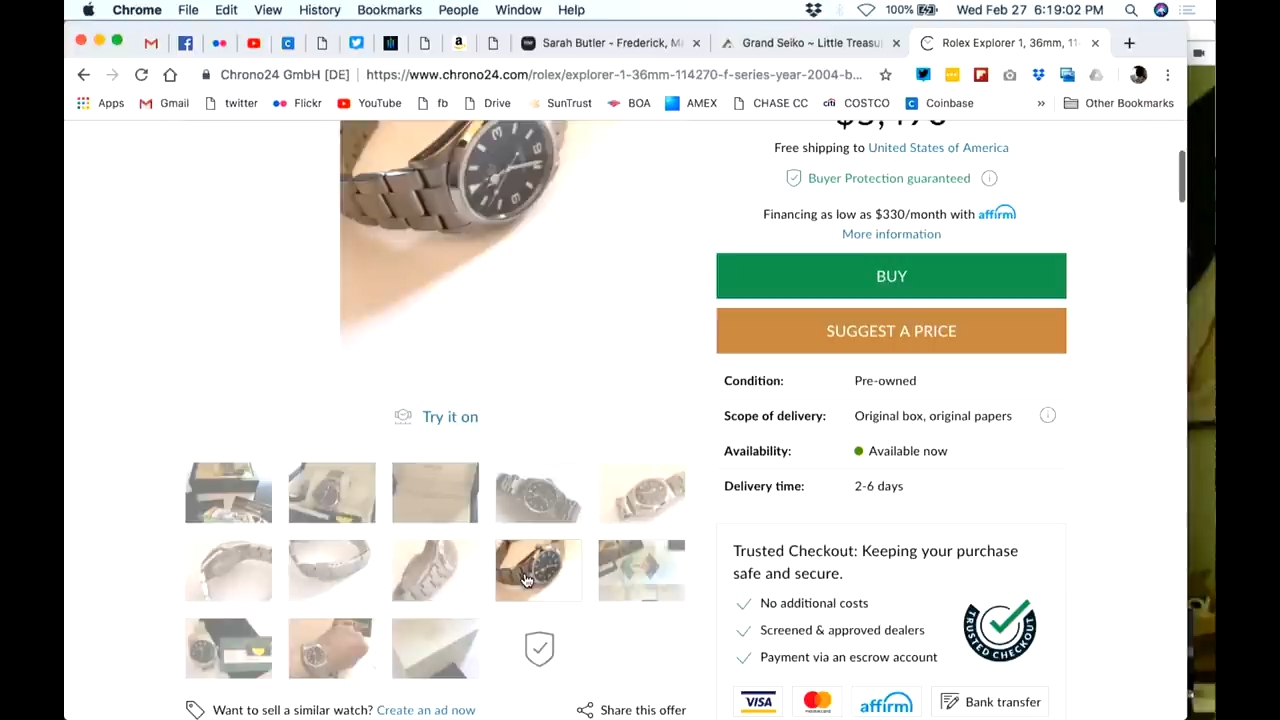 Chrome File Edit View History Bookmarks People Window Help 100% Wed Feb 27 6:19:02 PM
Sarah Butler - Frederick, M Grand Seiko ~ Little Treasu Rolex Explorer 1, 36mm, 11
Chrono24 GmbH [DE] https://www.chrono24.com/rolex/explorer-1-36mm-114270-f-series-year-2004-b...
Apps Gmail twitter Flickr YouTube fb Drive SunTrust BOA AMEX CHASE CC citi COSTCO Coinbase » Other Bookmarks
Free shipping to United States of America
Buyer Protection guaranteed
Financing as low as $330/month with affirm
More information
BUY
SUGGEST A PRICE
Condition: Pre-owned
Scope of delivery: Original box, original papers
Availability: Available now
Delivery time: 2-6 days
Try it on
Trusted Checkout: Keeping your purchase
safe and secure.
No additional costs
Screened & approved dealers
Payment via an escrow account
TRUSTED CHECKOUT
VISA mastercard affirm Bank transfer
Want to sell a similar watch? Create an ad now
Share this offer